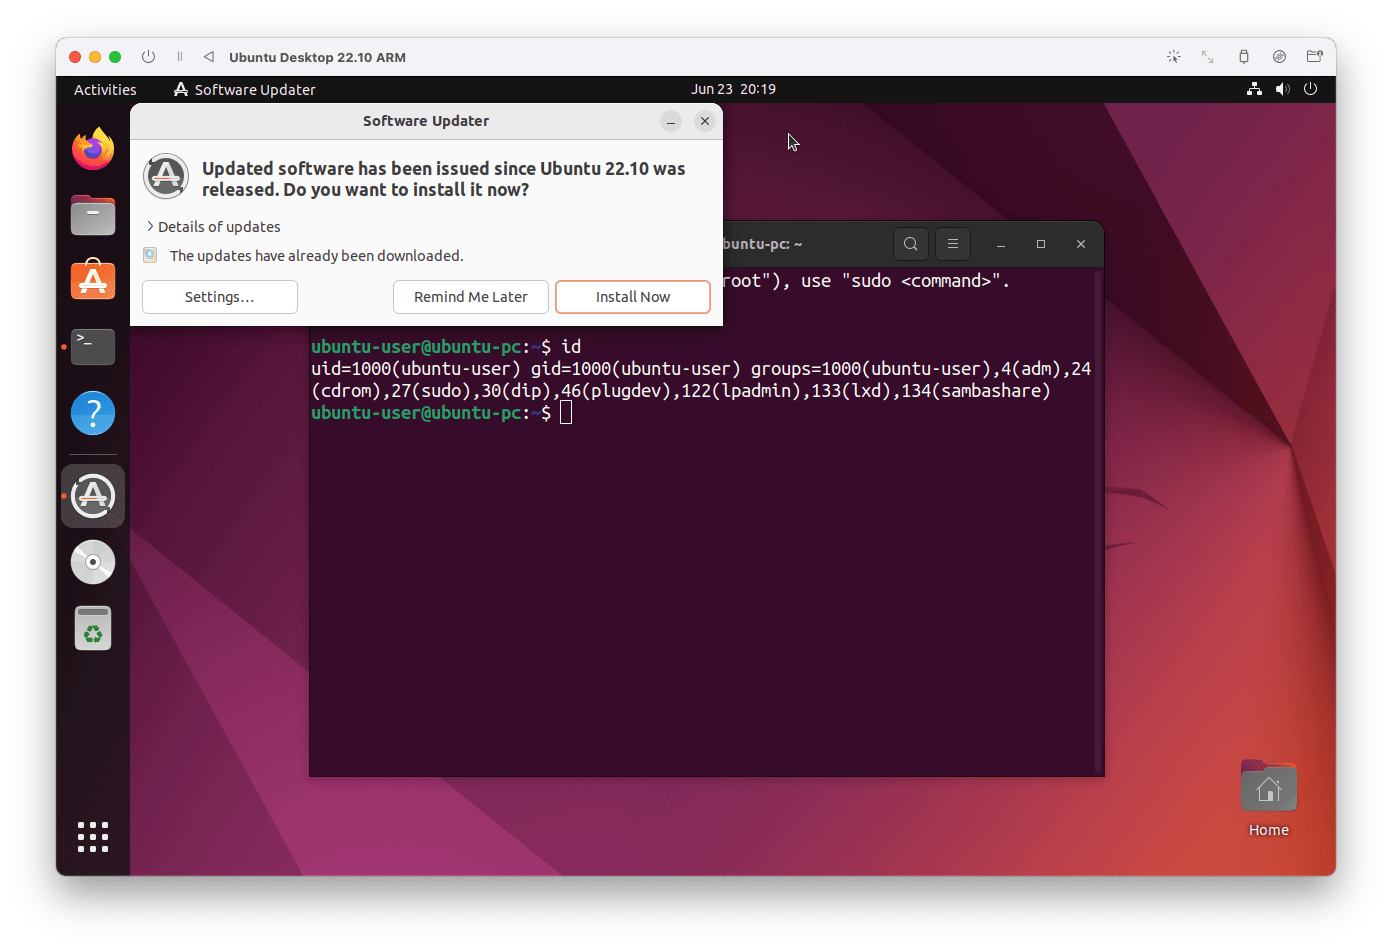 Ubuntu Desktop 22.10 ARM
Activities
Software Updater
Jun 23 20:19
Software Updater
Updated software has been issued since Ubuntu 22.10 was
released. Do you want to install it now?
Details of updates
The updates have already been downloaded.
Settings…
Remind Me Later
Install Now
buntu-pc: ~
root"), use "sudo <command>".
ubuntu-user@ubuntu-pc:~$ id
uid=1000(ubuntu-user) gid=1000(ubuntu-user) groups=1000(ubuntu-user),4(adm),24
(cdrom),27(sudo),30(dip),46(plugdev),122(lpadmin),133(lxd),134(sambashare)
ubuntu-user@ubuntu-pc:~$
Home